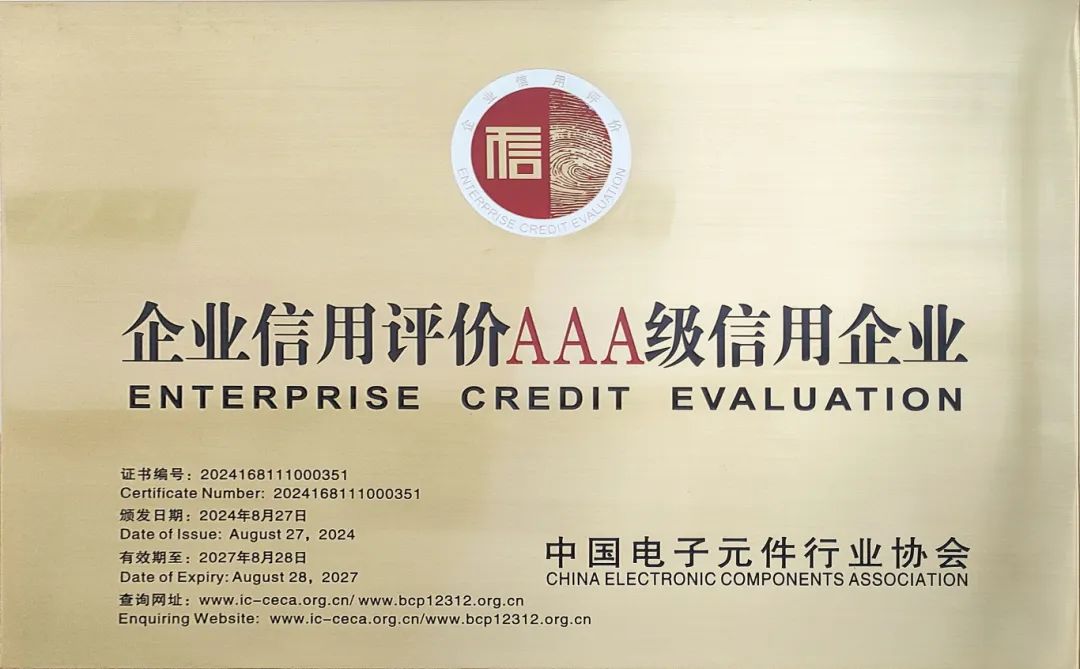 企业信用评价
信
ENTERPRISE CREDIT EVALUATION
企业信用评价AAA级信用企业
ENTERPRISE CREDIT EVALUATION
证书编号：2024168111000351
Certificate Number: 2024168111000351
颁发日期：2024年8月27日
Date of Issue: August 27, 2024
有效期至：2027年8月28日
Date of Expiry: August 28, 2027
查询网址：www.ic-ceca.org.cn/ www.bcp12312.org.cn
Enquiring Website: www.ic-ceca.org.cn/www.bcp12312.org.cn
中国电子元件行业协会
CHINA ELECTRONIC COMPONENTS ASSOCIATION